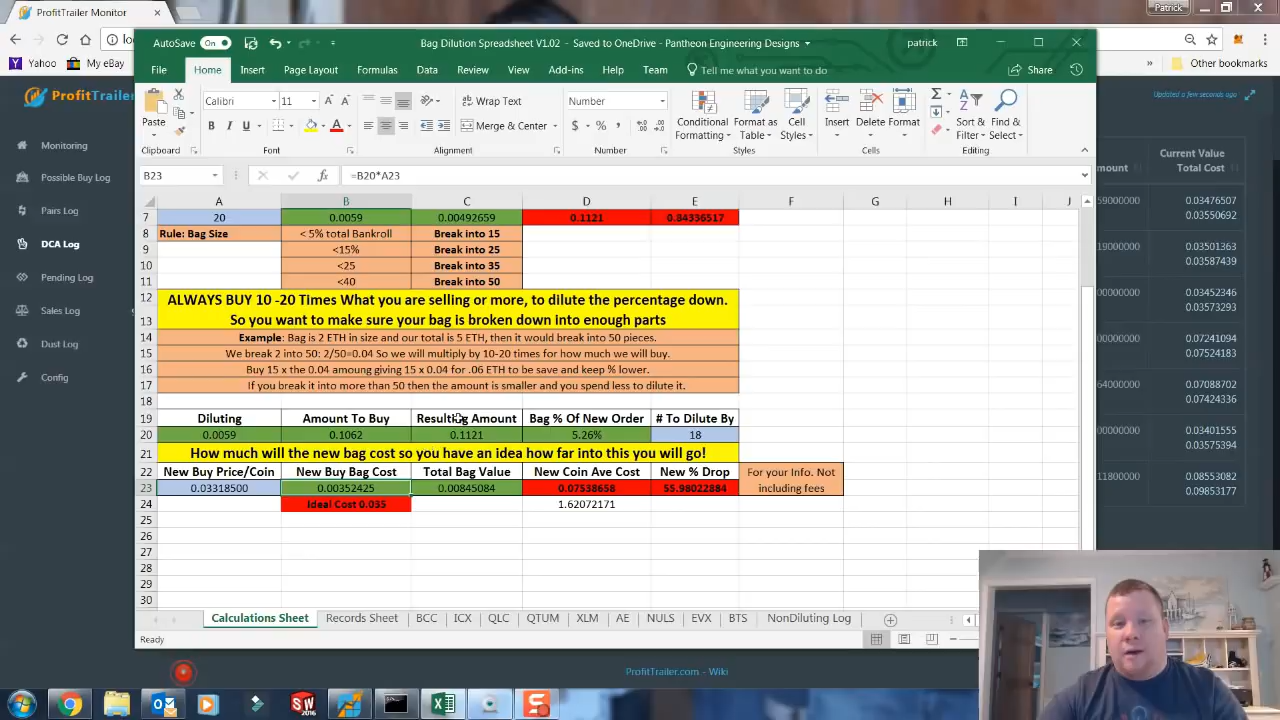 ProfitTrailer Monitor
Patrick
Yahoo
My eBay
Other bookmarks
AutoSave
On
Bag Dilution Spreadsheet V1.02 - Saved to OneDrive - Pantheon Engineering Designs
patrick
File
Home
Insert
Page Layout
Formulas
Data
Review
View
Add-ins
Help
Team
Tell me what you want to do
Share
Paste
Calibri
11
B I U
Wrap Text
Merge & Center
Number
$ % ,
Conditional Formatting
Format as Table
Cell Styles
Insert
Delete
Format
Sort & Filter
Find & Select
Clipboard
Font
Alignment
Number
Styles
Cells
Editing
B23
fx
=B20*A23
ProfitTrailer
Monitoring
Possible Buy Log
Pairs Log
DCA Log
Pending Log
Sales Log
Dust Log
Config
A B C D E F G H I J
7 20 0.0059 0.00492659 0.1121 0.84336517
8 Rule: Bag Size < 5% total Bankroll Break into 15
9 <15% Break into 25
10 <25 Break into 35
11 <40 Break into 50
12 ALWAYS BUY 10 -20 Times What you are selling or more, to dilute the percentage down.
13 So you want to make sure your bag is broken down into enough parts
14 Example: Bag is 2 ETH in size and our total is 5 ETH, then it would break into 50 pieces.
15 We break 2 into 50: 2/50=0.04 So we will multiply by 10-20 times for how much we will buy.
16 Buy 15 x the 0.04 amoung giving 15 x 0.04 for .06 ETH to be save and keep % lower.
17 If you break it into more than 50 then the amount is smaller and you spend less to dilute it.
18
19 Diluting Amount To Buy Resulting Amount Bag % Of New Order # To Dilute By
20 0.0059 0.1062 0.1121 5.26% 18
21 How much will the new bag cost so you have an idea how far into this you will go!
22 New Buy Price/Coin New Buy Bag Cost Total Bag Value New Coin Ave Cost New % Drop For your Info. Not
23 0.03318500 0.00352425 0.00845084 0.07538658 55.98022884 including fees
24 Ideal Cost 0.035 1.62072171
25
26
27
28
29
30
Calculations Sheet
Records Sheet
BCC
ICX
QLC
QTUM
XLM
AE
NULS
EVX
BTS
NonDiluting Log
Ready
Updated a few seconds ago
Current Value
Total Cost
0.03476507
0.03550692
0.03501363
0.03587439
0.03452346
0.03573293
0.07241094
0.07524183
0.07088702
0.07424336
0.03401555
0.03575394
0.08553082
0.09853177
ProfitTrailer.com - Wiki